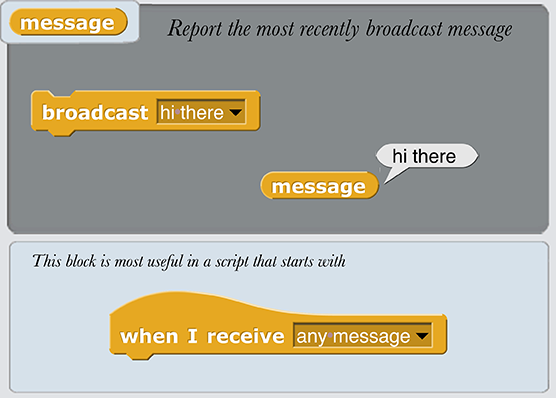 message
Report the most recently broadcast message
broadcast hi there
hi there
message
This block is most useful in a script that starts with
when I receive any message